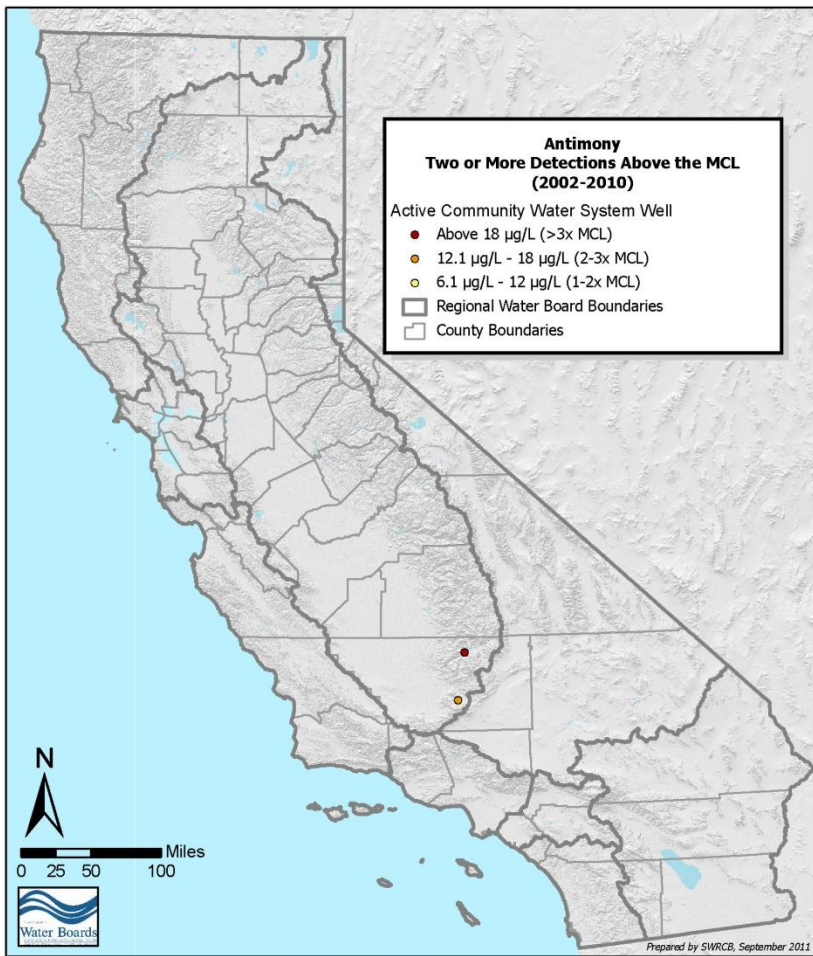 Antimony
Two or More Detections Above the MCL
(2002-2010)
Active Community Water System Well
Above 18 µg/L (>3x MCL)
12.1 µg/L - 18 µg/L (2-3x MCL)
6.1 µg/L - 12 µg/L (1-2x MCL)
Regional Water Board Boundaries
County Boundaries
N
Miles
0 25 50 100
Water Boards
Prepared by SWRCB, September 2011